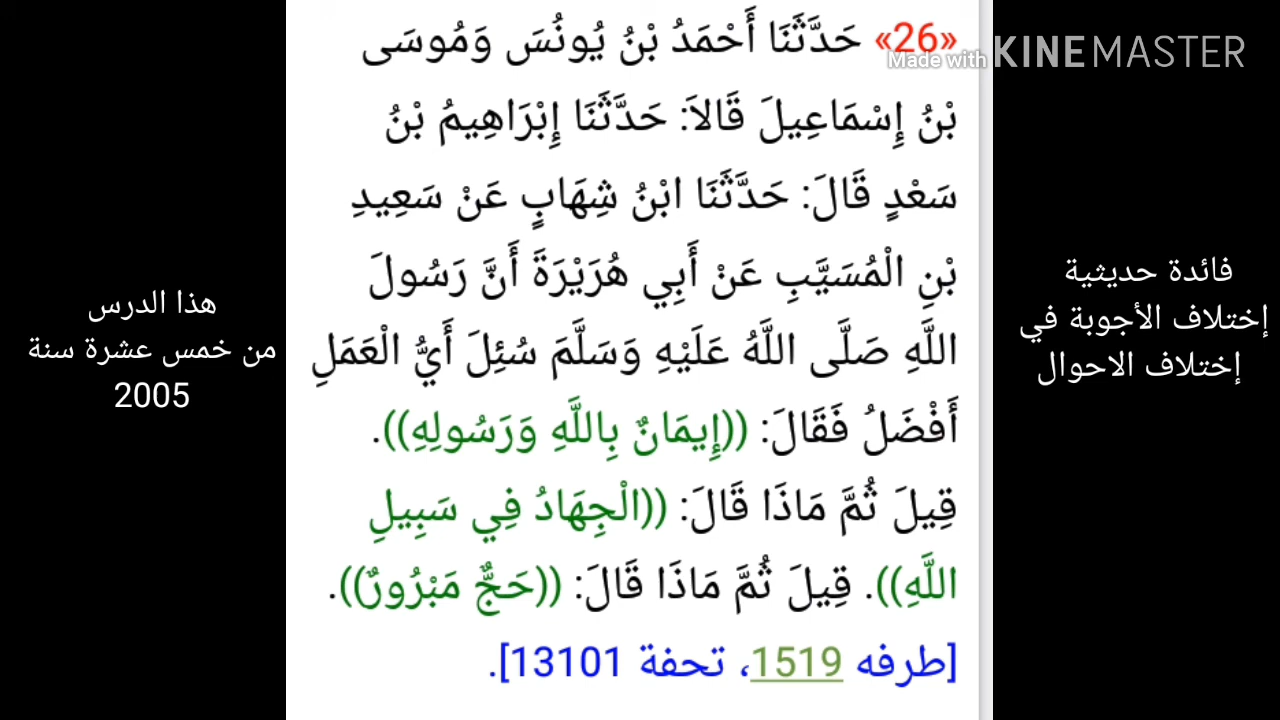 «26» حَدَّثَنَا أَحْمَدُ بْنُ يُونُسَ وَمُوسَى
بْنُ إِسْمَاعِيلَ قَالاَ: حَدَّثَنَا إِبْرَاهِيمُ بْنُ
سَعْدٍ قَالَ: حَدَّثَنَا ابْنُ شِهَابٍ عَنْ سَعِيدِ
بْنِ الْمُسَيَّبِ عَنْ أَبِي هُرَيْرَةَ أَنَّ رَسُولَ
اللَّهِ صَلَّى اللَّهُ عَلَيْهِ وَسَلَّمَ سُئِلَ أَيُّ الْعَمَلِ
أَفْضَلُ فَقَالَ: ((إِيمَانٌ بِاللَّهِ وَرَسُولِهِ)).
قِيلَ ثُمَّ مَاذَا قَالَ: ((الْجِهَادُ فِي سَبِيلِ
اللَّهِ)). قِيلَ ثُمَّ مَاذَا قَالَ: ((حَجٌّ مَبْرُورٌ)).
[طرفه 1519، تحفة 13101].
Made with KINEMASTER
فائدة حديثية
إختلاف الأجوبة في
إختلاف الاحوال
هذا الدرس
من خمس عشرة سنة
2005